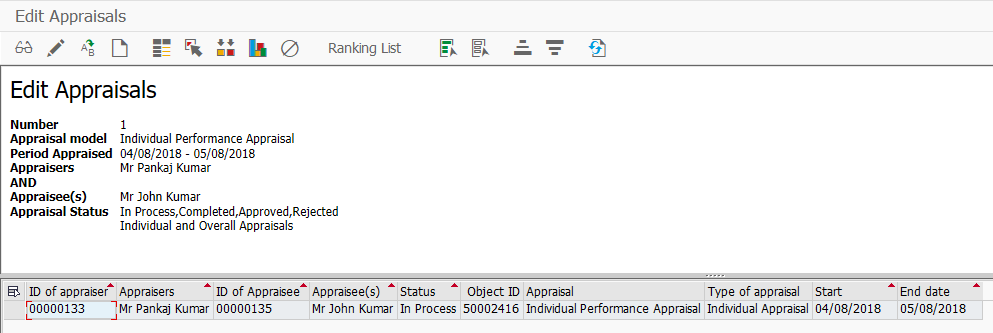 Edit Appraisals
Ranking List
Edit Appraisals
Number 1
Appraisal model Individual Performance Appraisal
Period Appraised 04/08/2018 - 05/08/2018
Appraisers Mr Pankaj Kumar
AND
Appraisee(s) Mr John Kumar
Appraisal Status In Process,Completed,Approved,Rejected
Individual and Overall Appraisals
ID of appraiser Appraisers ID of Appraisee Appraisee(s) Status Object ID Appraisal Type of appraisal Start End date
00000133 Mr Pankaj Kumar 00000135 Mr John Kumar In Process 50002416 Individual Performance Appraisal Individual Appraisal 04/08/2018 05/08/2018